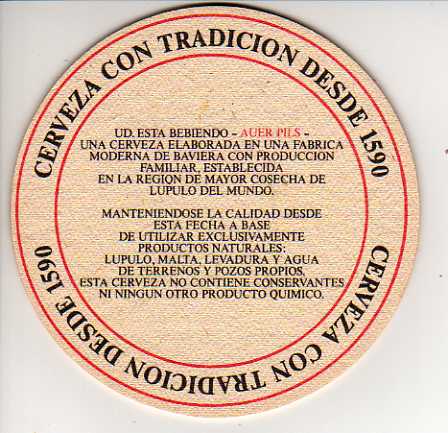 CERVEZA CON TRADICION DESDE 1590
UD. ESTA BEBIENDO - AUER PILS -
UNA CERVEZA ELABORADA EN UNA FABRICA
MODERNA DE BAVIERA CON PRODUCCION
FAMILIAR, ESTABLECIDA
EN LA REGION DE MAYOR COSECHA DE
LUPULO DEL MUNDO.
MANTENIENDOSE LA CALIDAD DESDE
ESTA FECHA A BASE
DE UTILIZAR EXCLUSIVAMENTE
PRODUCTOS NATURALES:
LUPULO, MALTA, LEVADURA Y AGUA
DE TERRENOS Y POZOS PROPIOS.
ESTA CERVEZA NO CONTIENE CONSERVANTES
NI NINGUN OTRO PRODUCTO QUIMICO.
CERVEZA CON TRADICION DESDE 1590